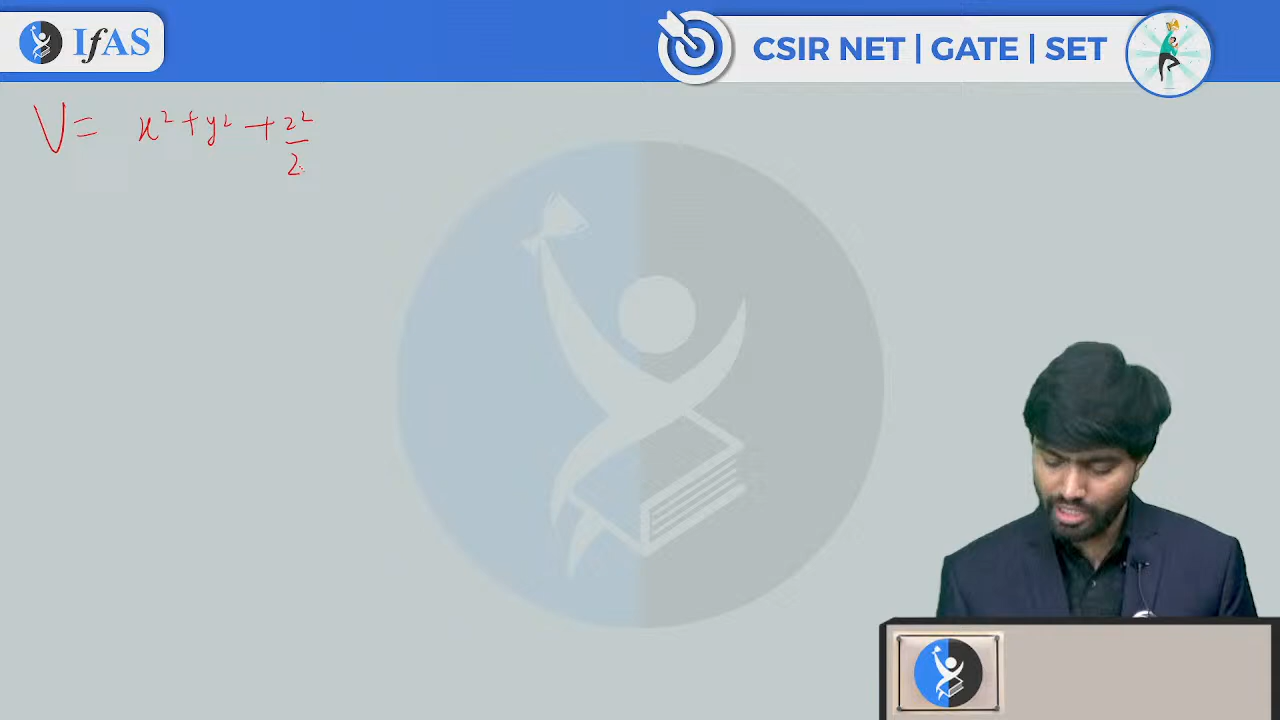 IfAS
CSIR NET | GATE | SET
V = x² + y² + z²/2